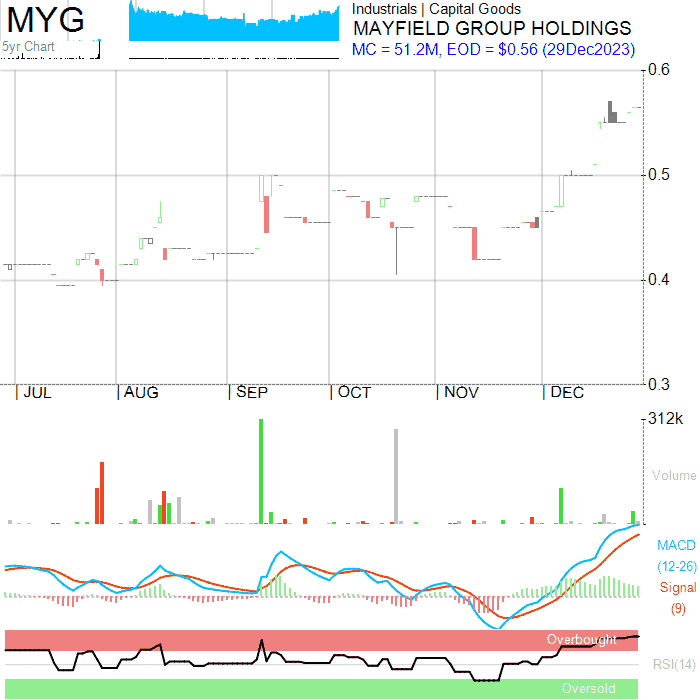 MYG
5yr Chart
Industrials | Capital Goods
MAYFIELD GROUP HOLDINGS
MC = 51.2M, EOD = $0.56 (29Dec2023)
0.6
0.5
0.4
0.3
| JUL | AUG | SEP | OCT | NOV | DEC
312k
Volume
MACD
(12-26)
Signal
(9)
Overbought
RSI(14)
Oversold